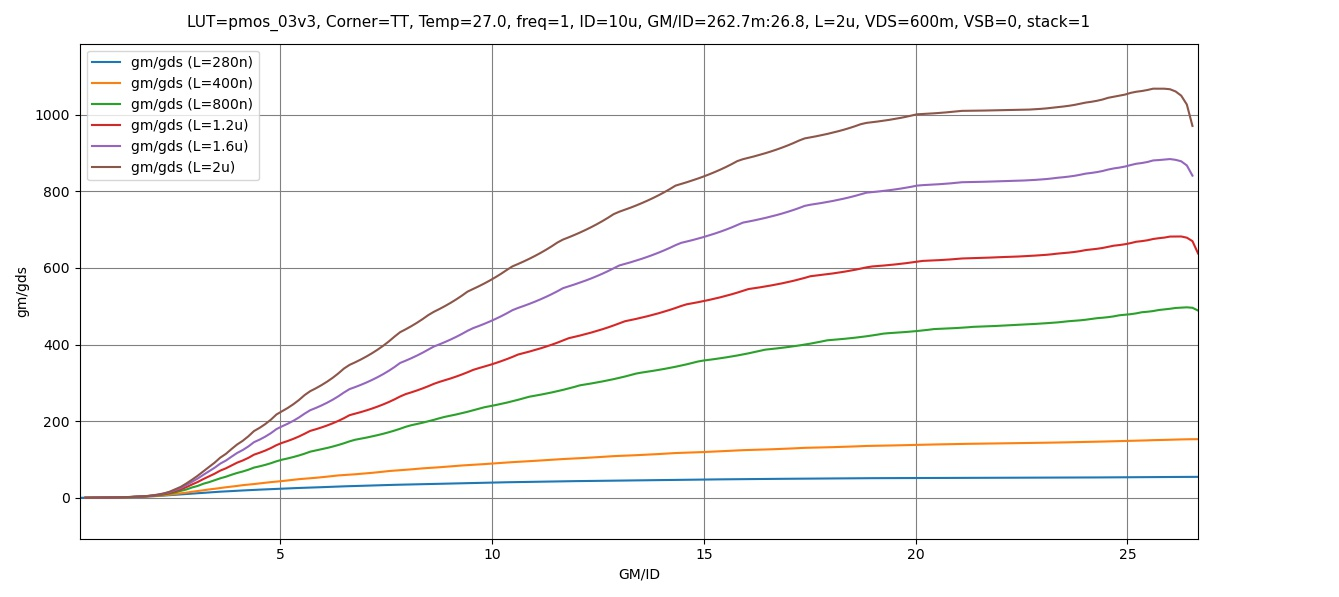 LUT=pmos_03v3, Corner=TT, Temp=27.0, freq=1, ID=10u, GM/ID=262.7m:26.8, L=2u, VDS=600m, VSB=0, stack=1
gm/gds (L=280n)
gm/gds (L=400n)
gm/gds (L=800n)
gm/gds (L=1.2u)
gm/gds (L=1.6u)
gm/gds (L=2u)
1000
800
600
400
200
0
gm/gds
5 10 15 20 25
GM/ID